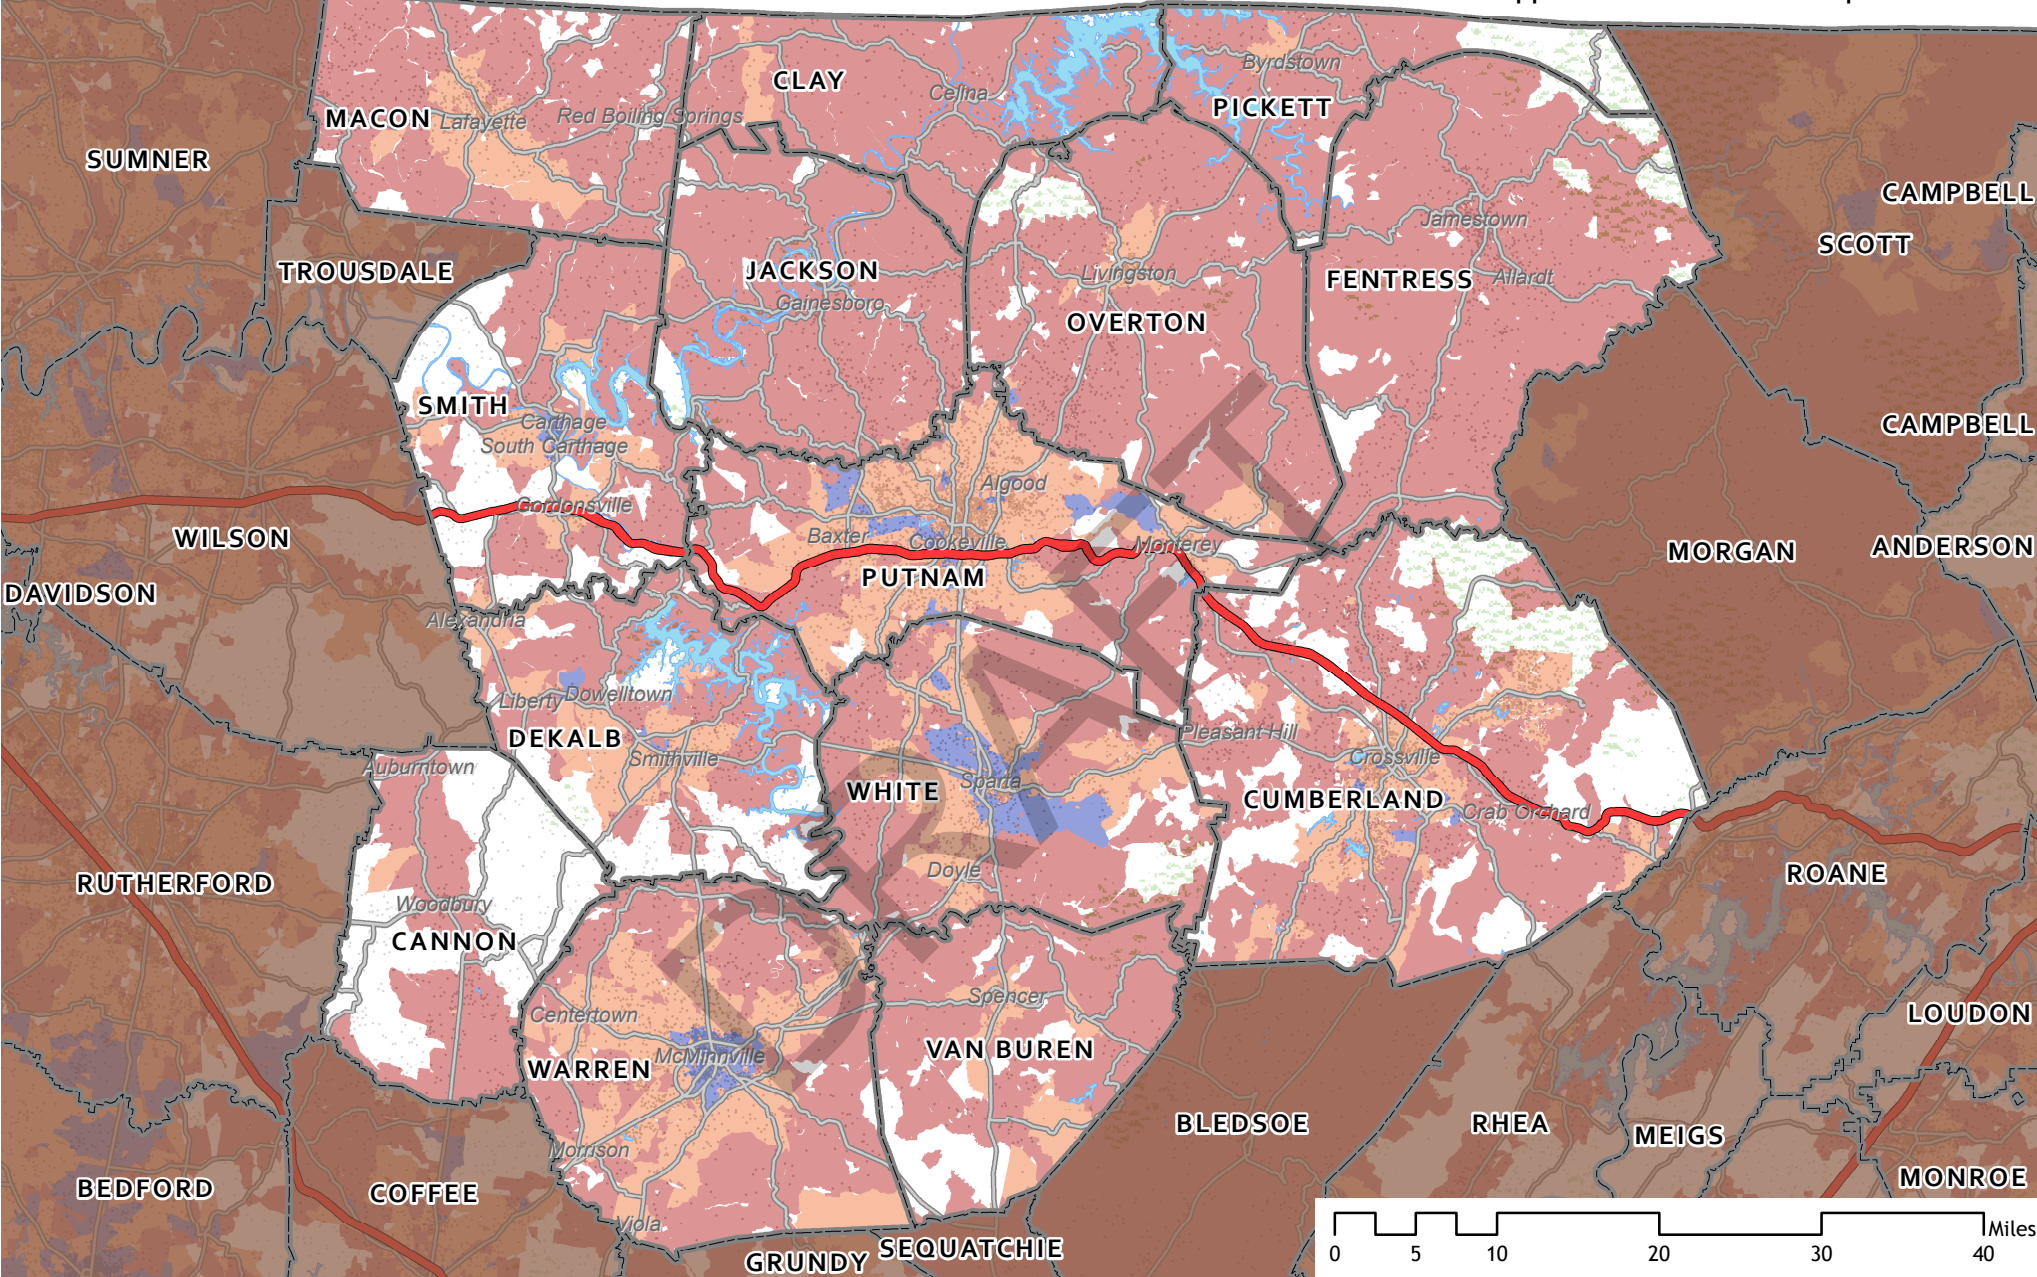 CLAY
Byrdstown
Celina
PICKETT
MACON
Lafayette
Red Boiling Springs
SUMNER
CAMPBELL
Jamestown
SCOTT
TROUSDALE
JACKSON
Livingston
FENTRESS
Allardt
Gainesboro
OVERTON
SMITH
Carthage
CAMPBELL
South Carthage
Algood
Gordonsville
WILSON
Baxter
Cookeville
Monterey
MORGAN
ANDERSON
DAVIDSON
PUTNAM
Alexandria
DRAFT
Liberty
Dowelltown
DEKALB
Pleasant Hill
Smithville
Crossville
Auburntown
WHITE
Sparta
CUMBERLAND
Crab Orchard
RUTHERFORD
Doyle
ROANE
Woodbury
CANNON
Spencer
Centertown
LOUDON
McMinnville
VAN BUREN
WARREN
BLEDSOE
RHEA
MEIGS
Morrison
BEDFORD
COFFEE
MONROE
Viola
SEQUATCHIE
GRUNDY
Miles
0 5 10 20 30 40